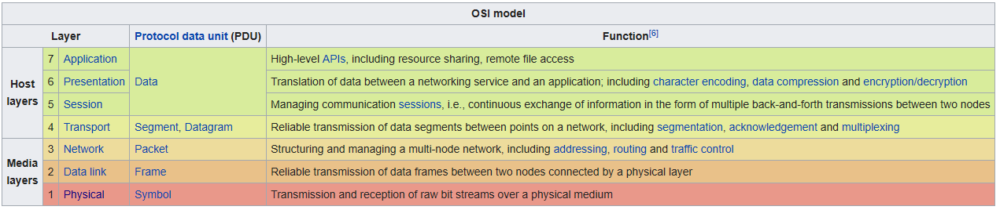 OSI model
Layer Protocol data unit (PDU) Function[6]
Host layers
7 Application Data High-level APIs, including resource sharing, remote file access
6 Presentation Translation of data between a networking service and an application; including character encoding, data compression and encryption/decryption
5 Session Managing communication sessions, i.e., continuous exchange of information in the form of multiple back-and-forth transmissions between two nodes
4 Transport Segment, Datagram Reliable transmission of data segments between points on a network, including segmentation, acknowledgement and multiplexing
Media layers
3 Network Packet Structuring and managing a multi-node network, including addressing, routing and traffic control
2 Data link Frame Reliable transmission of data frames between two nodes connected by a physical layer
1 Physical Symbol Transmission and reception of raw bit streams over a physical medium